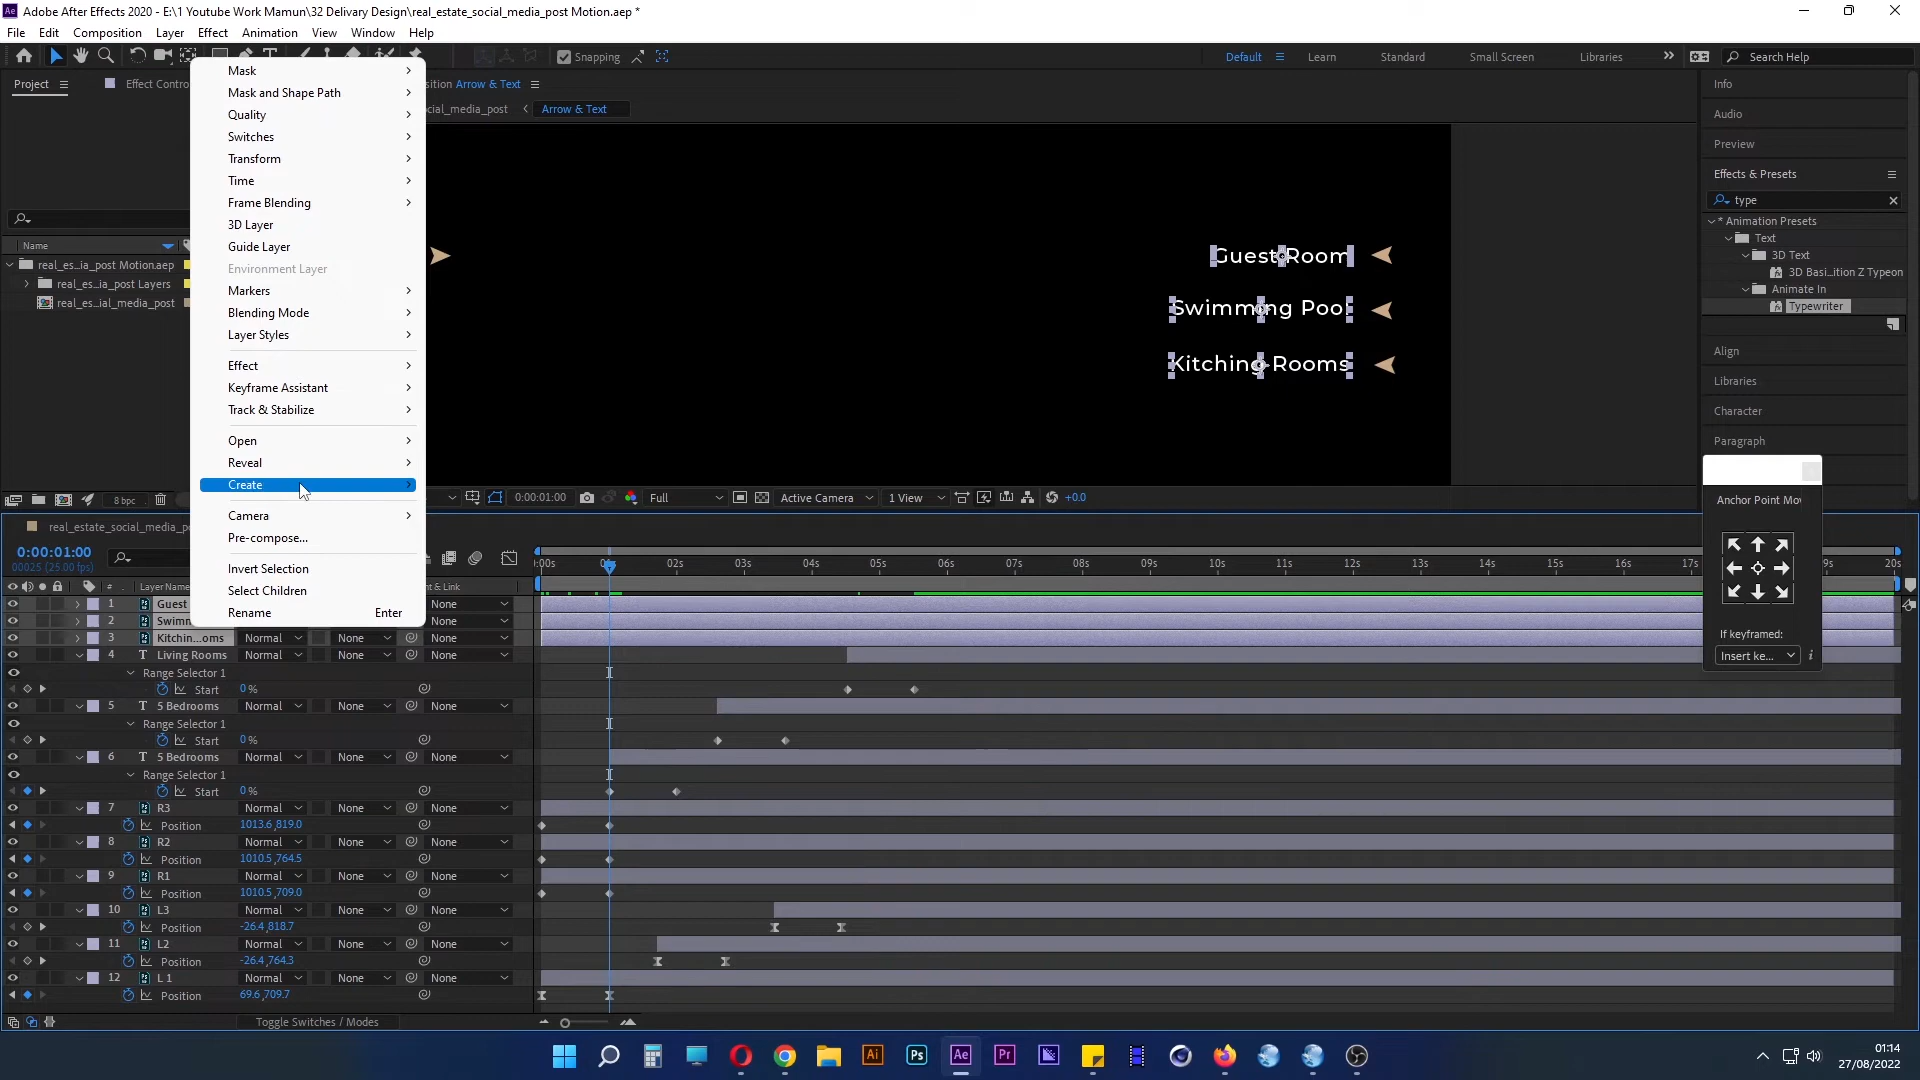 Adobe After Effects 2020 - E:\1 Youtube Work Mamun\32 Delivary Design\real_estate_social_media_post Motion.aep *
File Edit Composition Layer Effect Animation View Window Help
Snapping
Default Learn Standard Small Screen Libraries Search Help
Project
Effect Contro
ition Arrow & Text
cial_media_post Arrow & Text
Name
real_es...ia_post Motion.aep
real_es...ia_post Layers
real_es...ial_media_post
8 bpc
Mask
Mask and Shape Path
Quality
Switches
Transform
Time
Frame Blending
3D Layer
Guide Layer
Environment Layer
Markers
Blending Mode
Layer Styles
Effect
Keyframe Assistant
Track & Stabilize
Open
Reveal
Create
Camera
Pre-compose...
Invert Selection
Select Children
Rename Enter
Guest Room
Swimming Pool
Kitching Rooms
0:00:01:00 Full Active Camera 1 View +0.0
Info
Audio
Preview
Effects & Presets
type
* Animation Presets
Text
3D Text
3D Basi...ition Z Typeon
Animate In
Typewriter
Align
Libraries
Character
Paragraph
Anchor Point Mov
If keyframed:
Insert ke... i
real_estate_social_media_po
0:00:01:00
00025 (25.00 fps)
:00s 02s 03s 04s 05s 06s 07s 08s 09s 10s 11s 12s 13s 14s 15s 16s 17s 9s 20s
# Layer Name nt & Link
1 Guest None
2 Swimm None
3 Kitchin...oms Normal None None
4 T Living Rooms Normal None None
Range Selector 1
Start 0 %
5 T 5 Bedrooms Normal None None
Range Selector 1
Start 0 %
6 T 5 Bedrooms Normal None None
Range Selector 1
Start 0 %
7 R3 Normal None None
Position 1013.6,819.0
8 R2 Normal None None
Position 1010.5,764.5
9 R1 Normal None None
Position 1010.5,709.0
10 L3 Normal None None
Position -26.4,818.7
11 L2 Normal None None
Position -26.4,764.3
12 L 1 Normal None None
Position 69.6,709.7
Toggle Switches / Modes
Ai Ps Ae Pr
01:14
27/08/2022